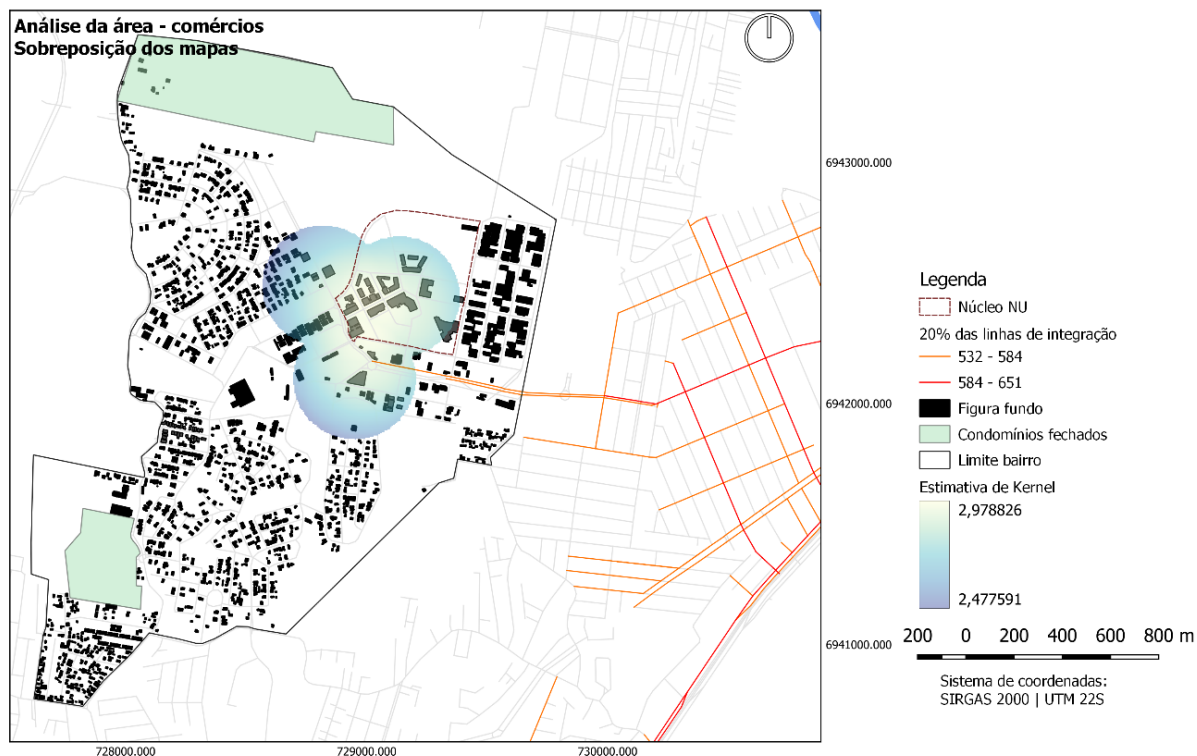 Análise da área - comércios
Sobreposição dos mapas
6943000.000
6942000.000
6941000.000
728000.000
729000.000
730000.000
Legenda
Núcleo NU
20% das linhas de integração
532 - 584
584 - 651
Figura fundo
Condomínios fechados
Limite bairro
Estimativa de Kernel
2,978826
2,477591
200 0 200 400 600 800 m
Sistema de coordenadas:
SIRGAS 2000 | UTM 22S